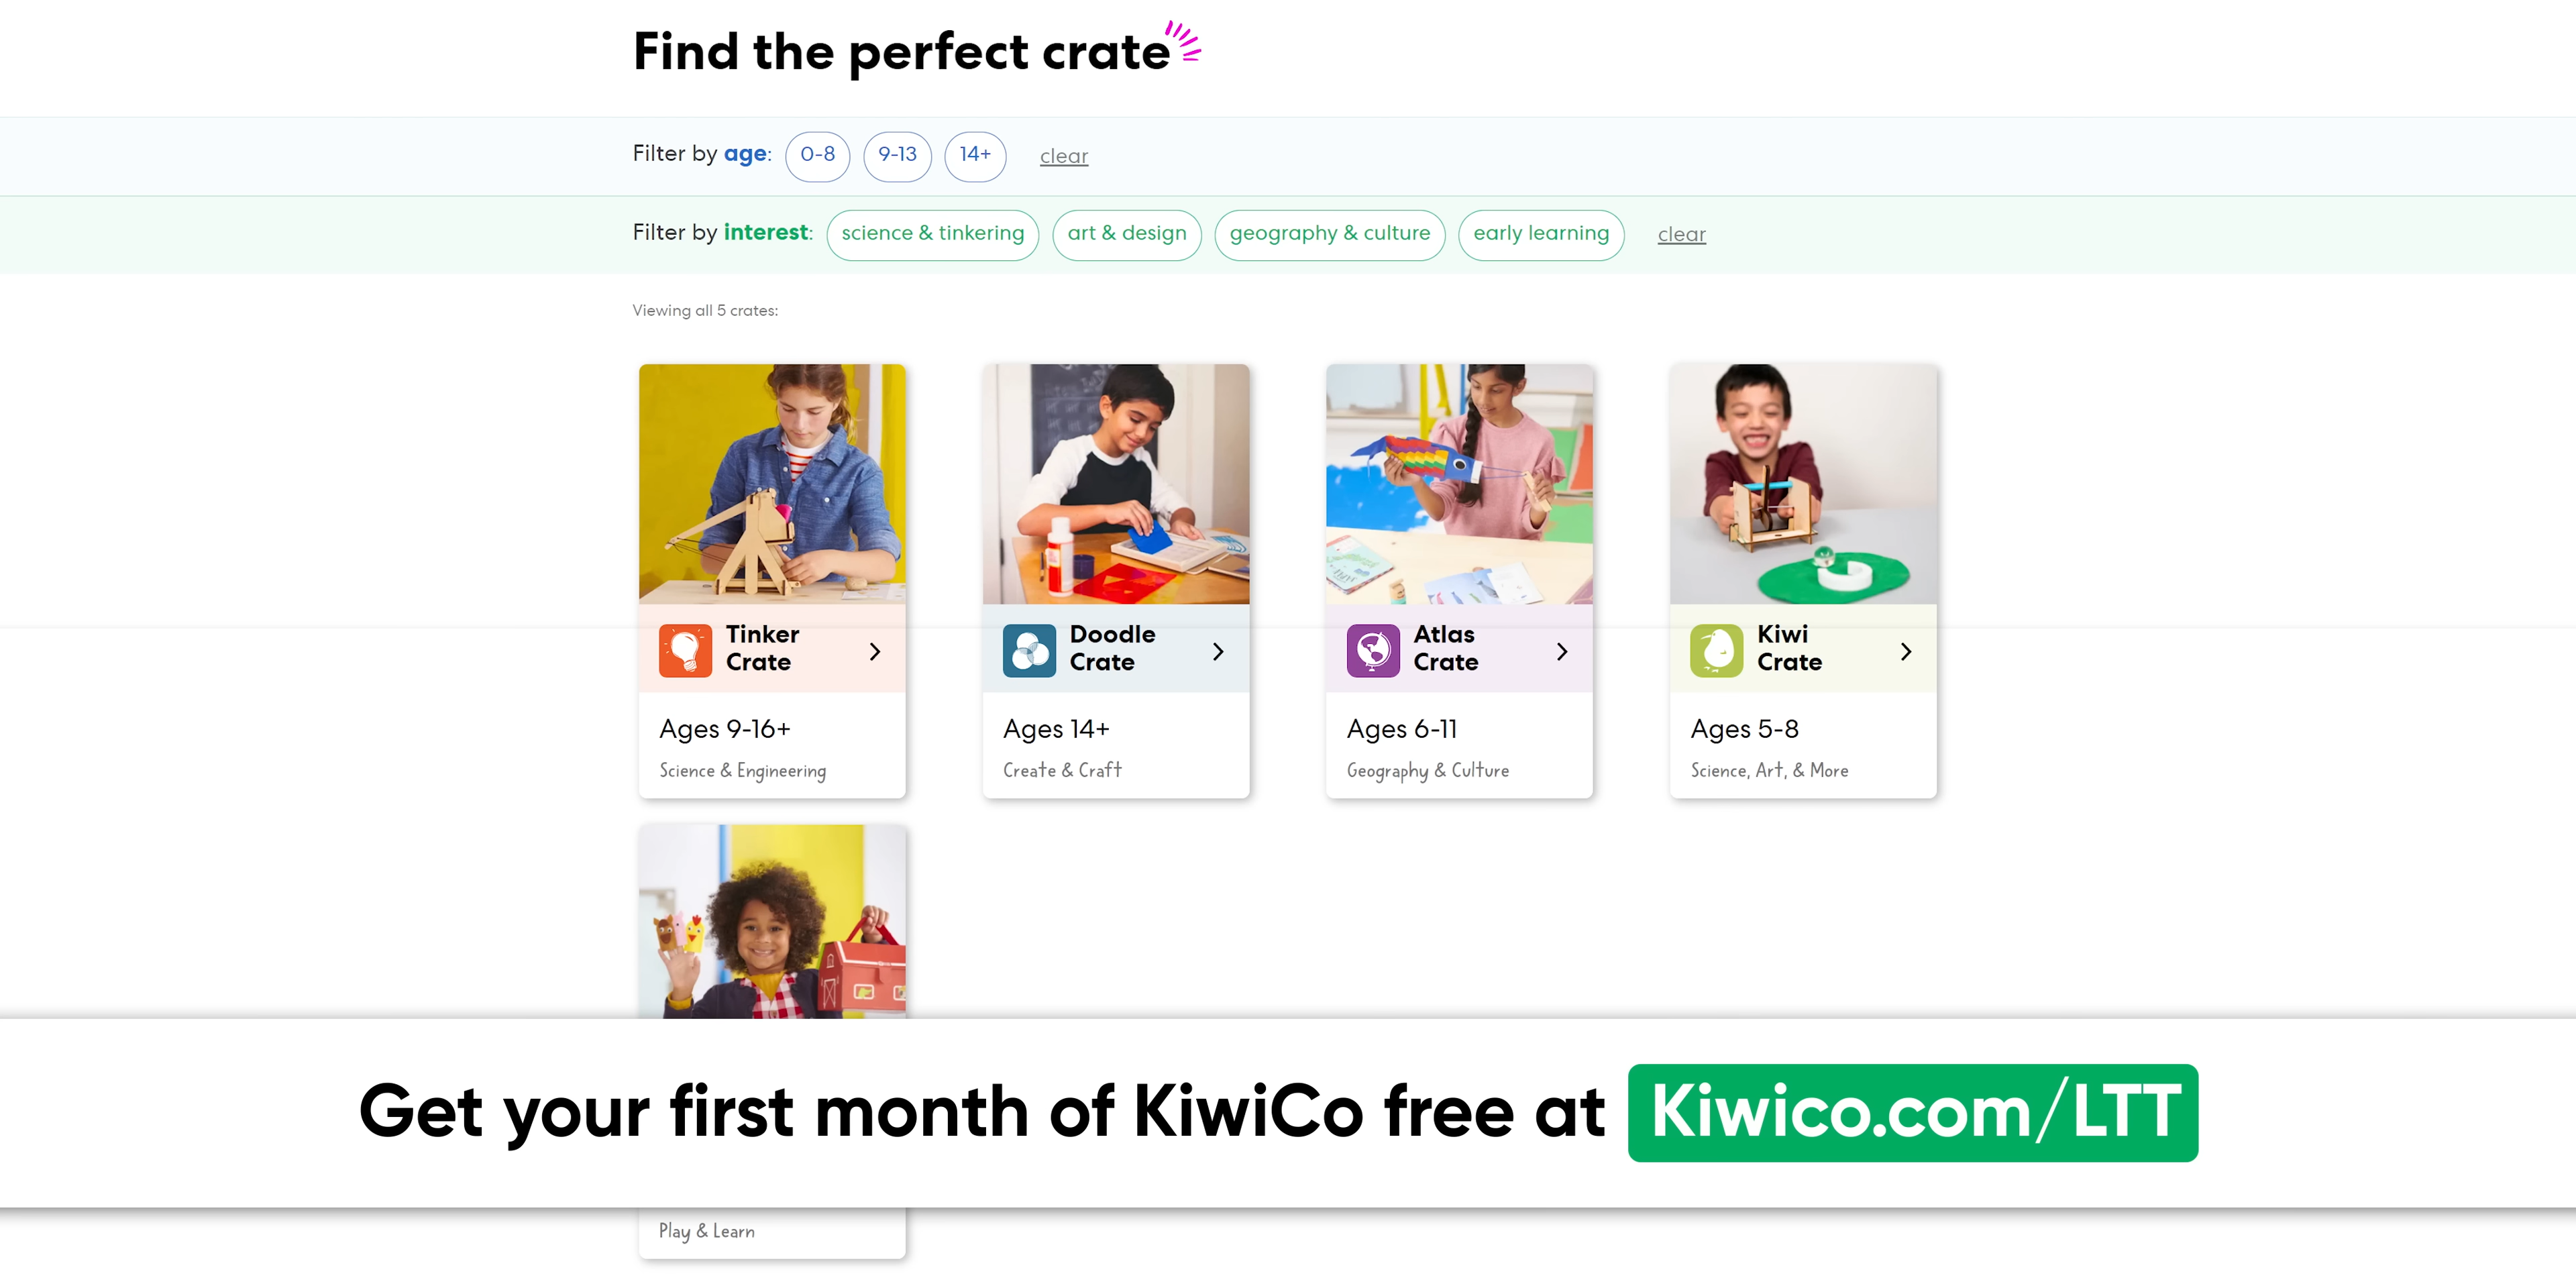 Find the perfect crate
Filter by age: 0-8 9-13 14+ clear
Filter by interest: science & tinkering art & design geography & culture early learning clear
Viewing all 5 crates:
Tinker
Crate
Ages 9-16+
Science & Engineering
Doodle
Crate
Ages 14+
Create & Craft
Atlas
Crate
Ages 6-11
Geography & Culture
Kiwi
Crate
Ages 5-8
Science, Art, & More
Get your first month of KiwiCo free at Kiwico.com/LTT
Play & Learn